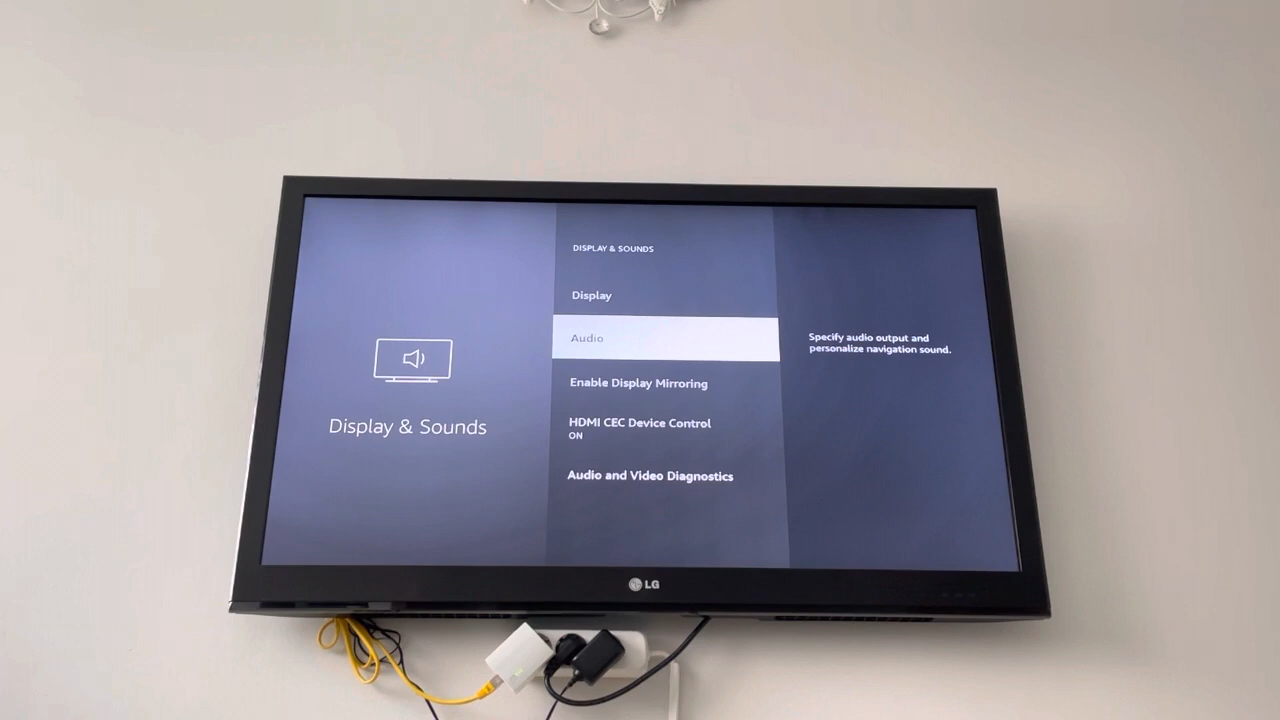 DISPLAY & SOUNDS
Display
Audio
Enable Display Mirroring
HDMI CEC Device Control
ON
Audio and Video Diagnostics
Display & Sounds
Specify audio output and
personalize navigation sound.
LG